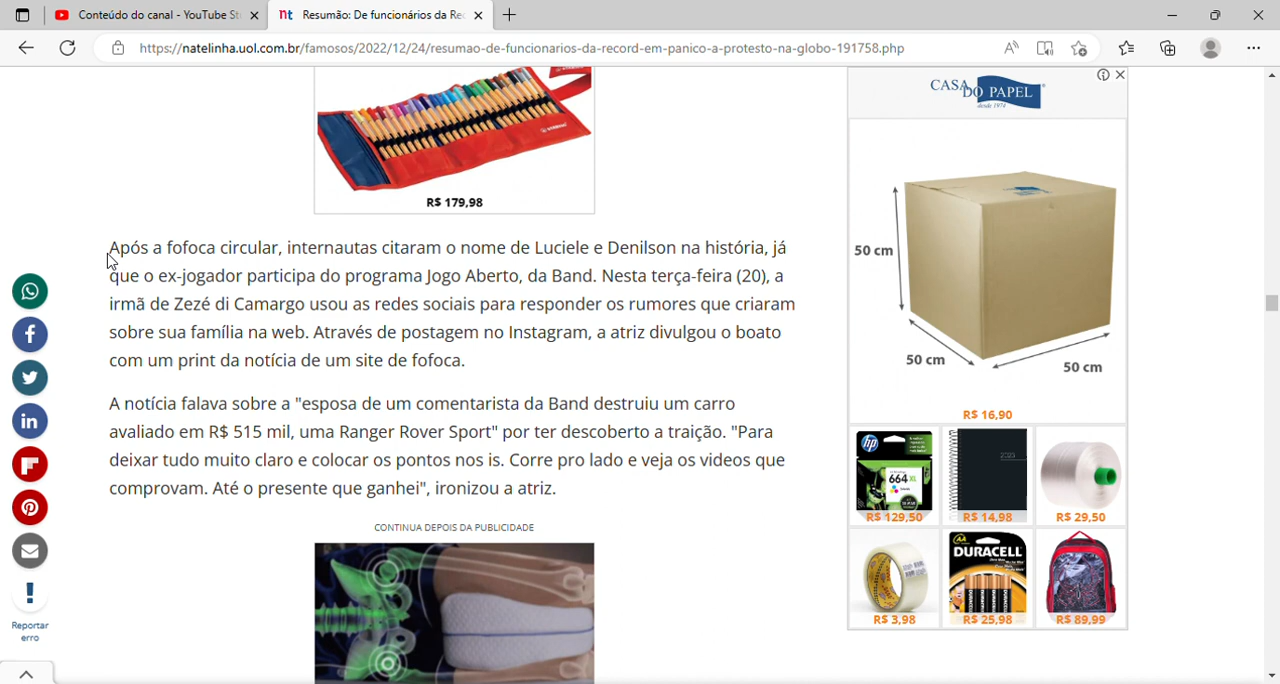 Conteúdo do canal - YouTube St
nt Resumão: De funcionários da Rec
https://natelinha.uol.com.br/famosos/2022/12/24/resumao-de-funcionarios-da-record-em-panico-a-protesto-na-globo-191758.php
R$ 179,98
Após a fofoca circular, internautas citaram o nome de Luciele e Denilson na história, já
que o ex-jogador participa do programa Jogo Aberto, da Band. Nesta terça-feira (20), a
irmã de Zezé di Camargo usou as redes sociais para responder os rumores que criaram
sobre sua família na web. Através de postagem no Instagram, a atriz divulgou o boato
com um print da notícia de um site de fofoca.
A notícia falava sobre a "esposa de um comentarista da Band destruiu um carro
avaliado em R$ 515 mil, uma Ranger Rover Sport" por ter descoberto a traição. "Para
deixar tudo muito claro e colocar os pontos nos is. Corre pro lado e veja os videos que
comprovam. Até o presente que ganhei", ironizou a atriz.
CONTINUA DEPOIS DA PUBLICIDADE
Reportar
erro
CASA
DO PAPEL
desde 1974
50 cm
50 cm
50 cm
R$ 16,90
hp
664XL
R$ 129,50
2023
R$ 14,98
R$ 29,50
R$ 3,98
AA
DURACELL
R$ 25,98
R$ 89,99